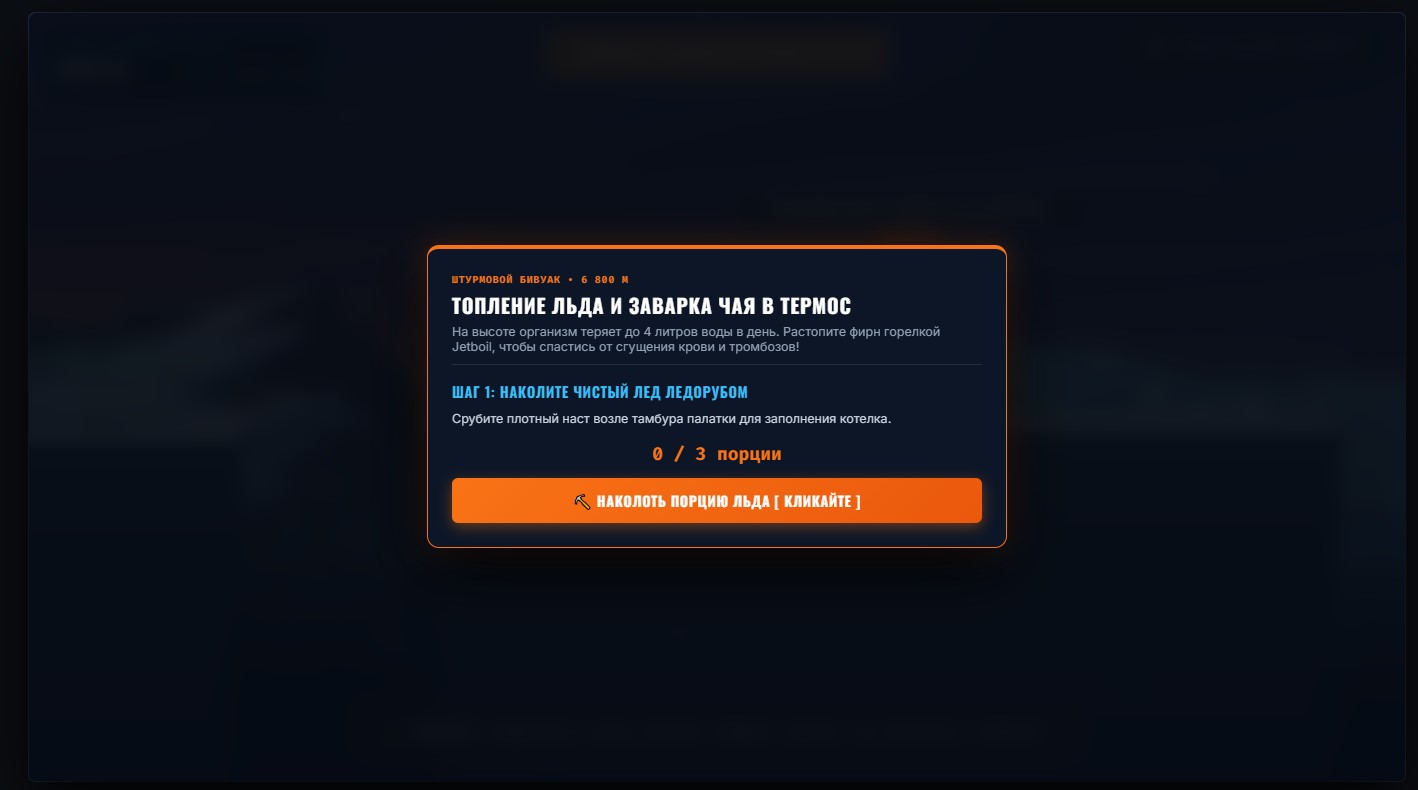 ШТУРМОВОЙ БИВУАК • 6 800 М
ТОПЛЕНИЕ ЛЬДА И ЗАВАРКА ЧАЯ В ТЕРМОС
На высоте организм теряет до 4 литров воды в день. Растопите фирн горелкой
Jetboil, чтобы спастись от сгущения крови и тромбозов!
ШАГ 1: НАКОЛИТЕ ЧИСТЫЙ ЛЕД ЛЕДОРУБОМ
Срубите плотный наст возле тамбура палатки для заполнения котелка.
0 / 3 порции
НАКОЛОТЬ ПОРЦИЮ ЛЬДА [ КЛИКАЙТЕ ]